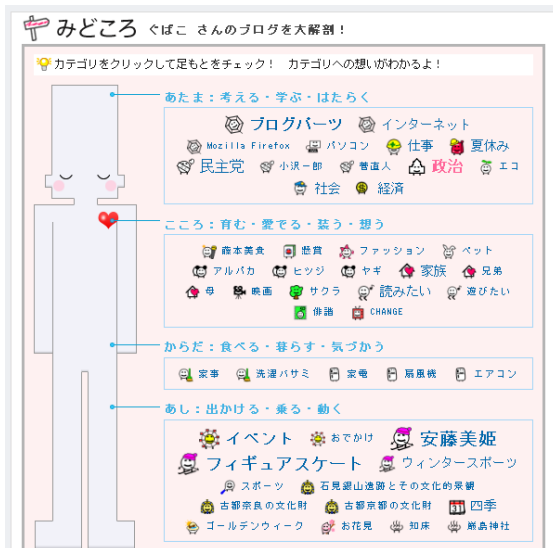 みどころ ぐばこ さんのブログを大解剖！
カテゴリをクリックして足もとをチェック！ カテゴリへの想いがわかるよ！
あたま：考える・学ぶ・はたらく
ブログパーツ インターネット
Mozilla Firefox パソコン 仕事 夏休み
民主党 小沢一郎 菅直人 政治 エコ
社会 経済
こころ：育む・愛でる・装う・想う
藤本美貴 懸賞 ファッション ペット
アルパカ ヒツジ ヤギ 家族 兄弟
母 映画 サクラ 読みたい 遊びたい
俳諧 CHANGE
からだ：食べる・暮らす・気づかう
家事 洗濯バサミ 家電 扇風機 エアコン
あし：出かける・乗る・動く
イベント おでかけ 安藤美姫
フィギュアスケート ウィンタースポーツ
スポーツ 石見銀山遺跡とその文化的景観
古都奈良の文化財 古都京都の文化財 四季
ゴールデンウィーク お花見 知床 厳島神社